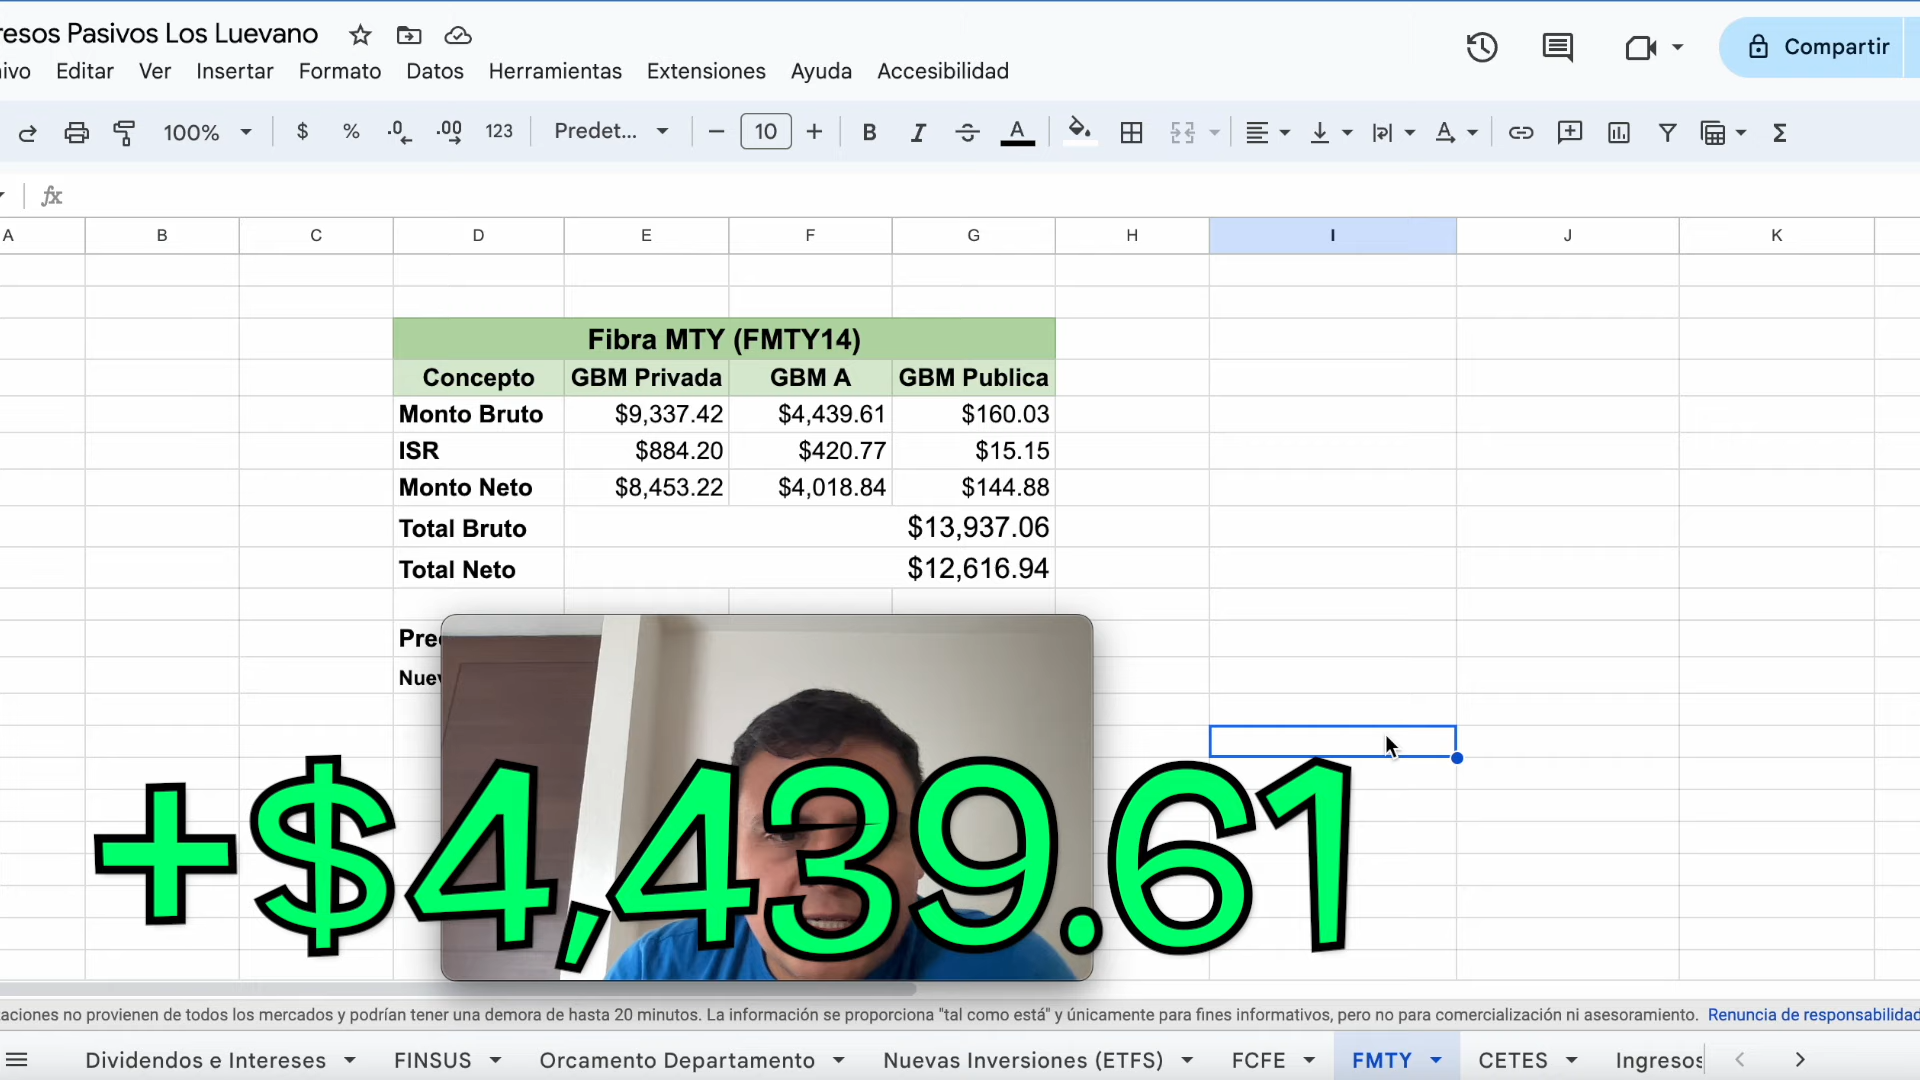 resos Pasivos Los Luevano
ivo Editar Ver Insertar Formato Datos Herramientas Extensiones Ayuda Accesibilidad
Compartir
100% $ % .0 .00 123 Predet... − 10 + B I S A
fx
A B C D E F G H I J K
Fibra MTY (FMTY14)
Concepto GBM Privada GBM A GBM Publica
Monto Bruto $9,337.42 $4,439.61 $160.03
ISR $884.20 $420.77 $15.15
Monto Neto $8,453.22 $4,018.84 $144.88
Total Bruto $13,937.06
Total Neto $12,616.94
+$4,439.61
aciones no provienen de todos los mercados y podrían tener una demora de hasta 20 minutos. La información se proporciona "tal como está" y únicamente para fines informativos, pero no para comercialización ni asesoramiento. Renuncia de responsabilidad
Dividendos e Intereses FINSUS Orcamento Departamento Nuevas Inversiones (ETFS) FCFE FMTY CETES Ingresos